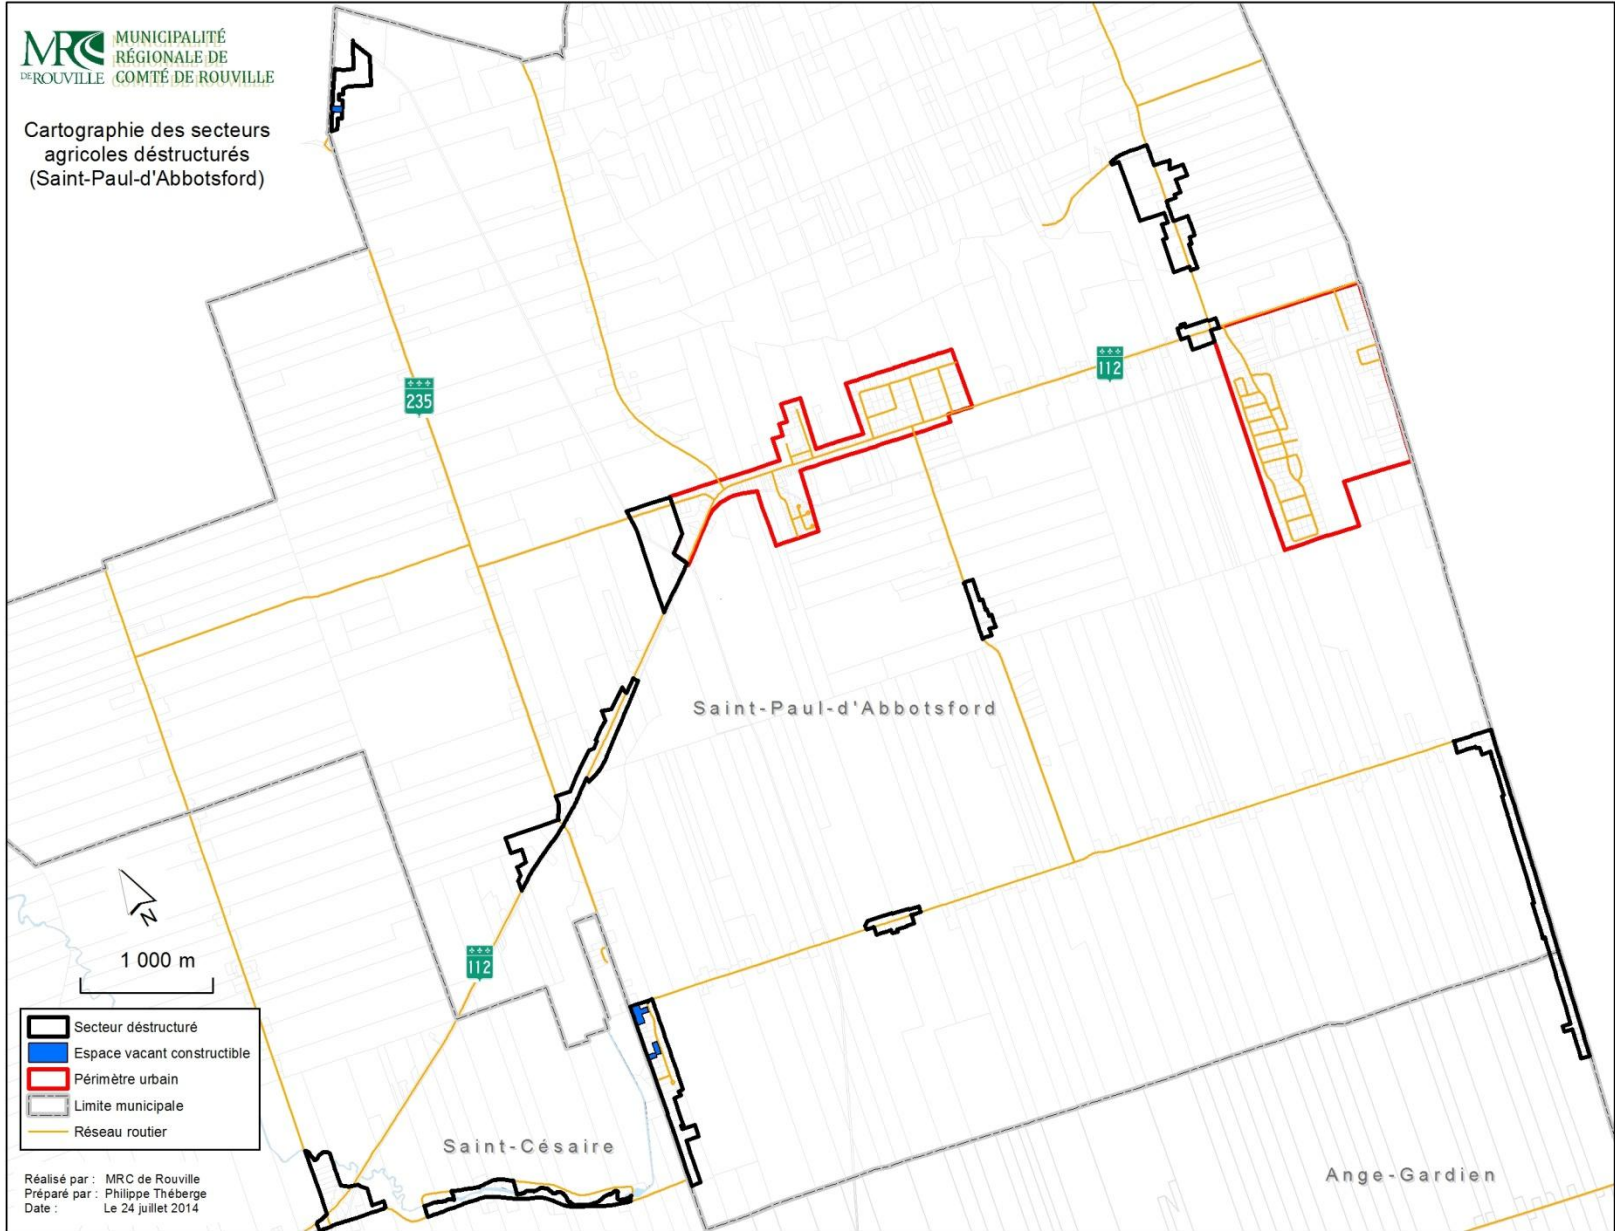 MRC
DE ROUVILLE
MUNICIPALITÉ
RÉGIONALE DE
COMTÉ DE ROUVILLE
Cartographie des secteurs
agricoles déstructurés
(Saint-Paul-d'Abbotsford)
235
112
Saint-Paul-d'Abbotsford
N
1 000 m
112
Secteur déstructuré
Espace vacant constructible
Périmètre urbain
Limite municipale
Réseau routier
Saint-Césaire
Ange-Gardien
Réalisé par : MRC de Rouville
Préparé par : Philippe Théberge
Date : Le 24 juillet 2014